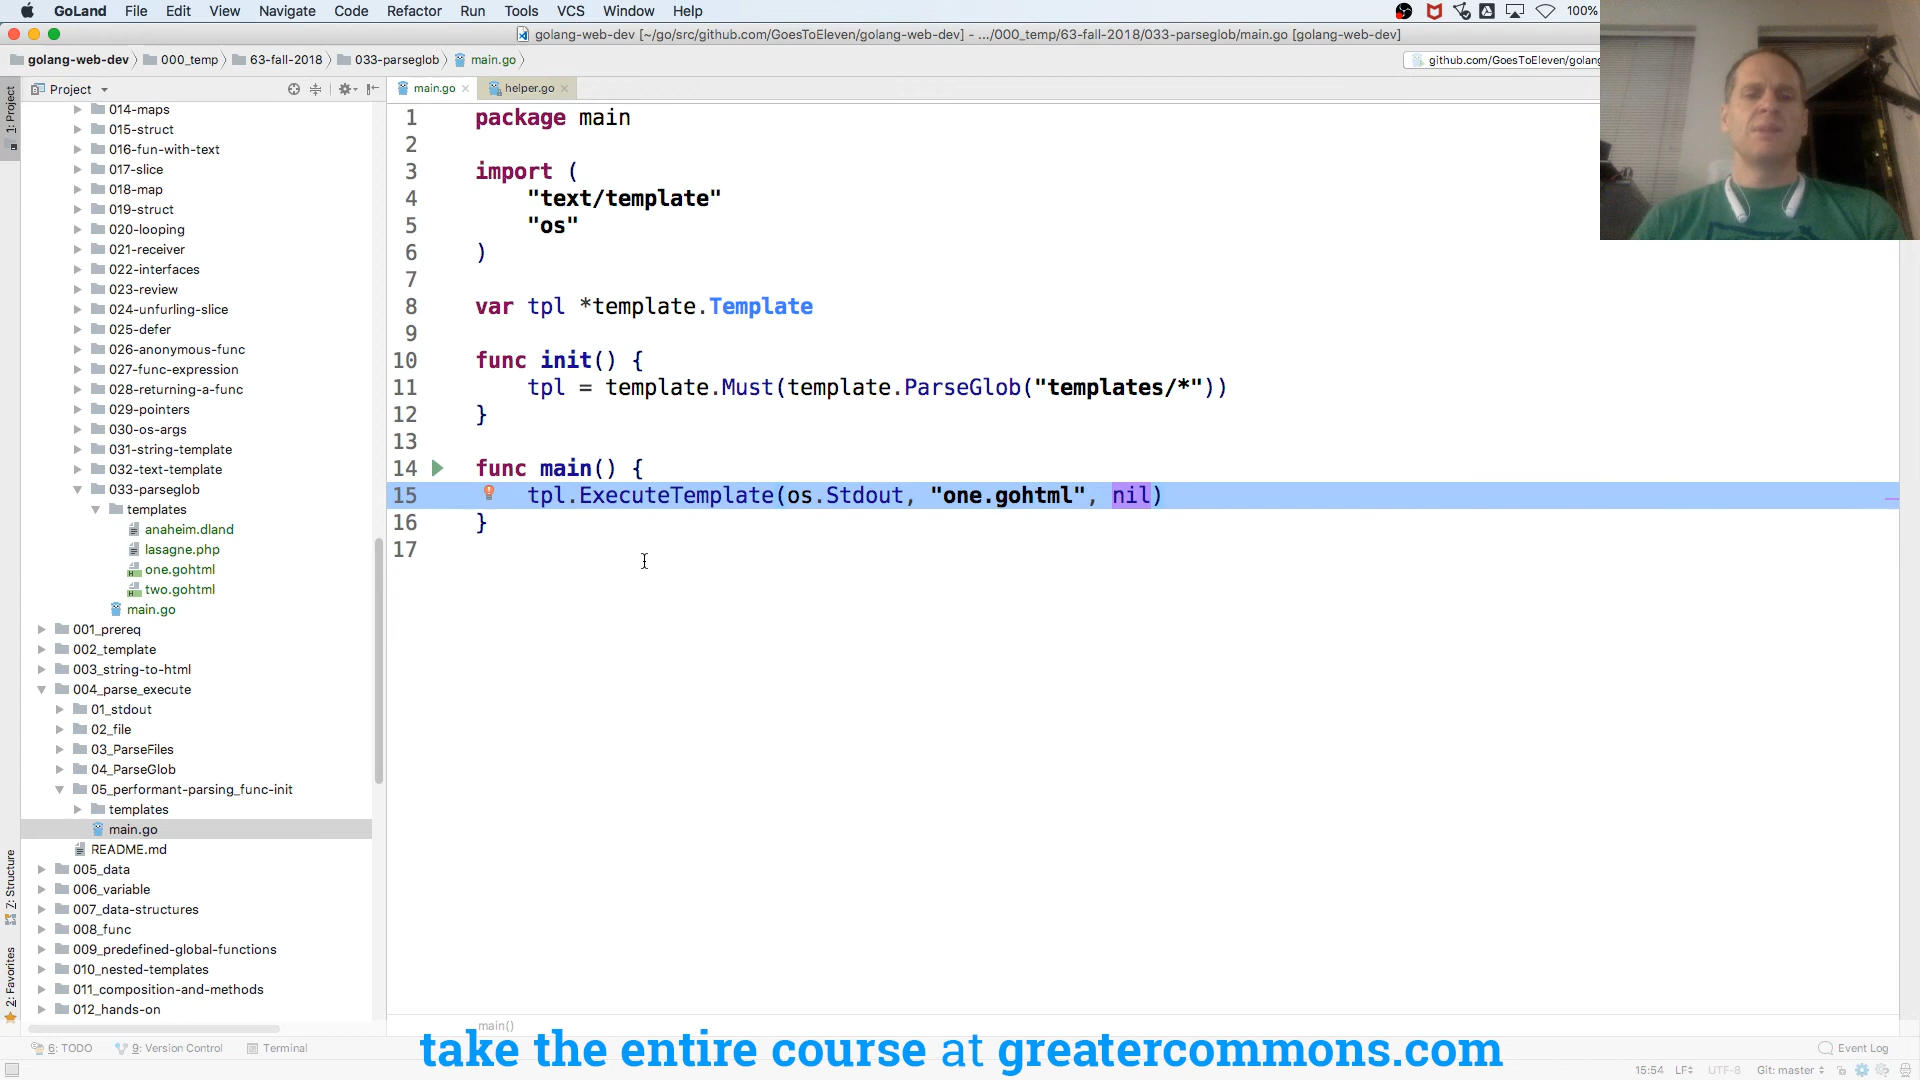 GoLand File Edit View Navigate Code Refactor Run Tools VCS Window Help 100%
golang-web-dev [~/go/src/github.com/GoesToEleven/golang-web-dev] - .../000_temp/63-fall-2018/033-parseglob/main.go [golang-web-dev]
golang-web-dev 000_temp 63-fall-2018 033-parseglob main.go github.com/GoesToEleven/golang
Project main.go helper.go
1: Project
014-maps
015-struct
016-fun-with-text
017-slice
018-map
019-struct
020-looping
021-receiver
022-interfaces
023-review
024-unfurling-slice
025-defer
026-anonymous-func
027-func-expression
028-returning-a-func
029-pointers
030-os-args
031-string-template
032-text-template
033-parseglob
templates
anaheim.dland
lasagne.php
one.gohtml
two.gohtml
main.go
001_prereq
002_template
003_string-to-html
004_parse_execute
01_stdout
02_file
03_ParseFiles
04_ParseGlob
05_performant-parsing_func-init
templates
main.go
README.md
005_data
006_variable
007_data-structures
008_func
009_predefined-global-functions
010_nested-templates
011_composition-and-methods
012_hands-on
7: Structure
2: Favorites
1 package main
2
3 import (
4 "text/template"
5 "os"
6 )
7
8 var tpl *template.Template
9
10 func init() {
11 tpl = template.Must(template.ParseGlob("templates/*"))
12 }
13
14 func main() {
15 tpl.ExecuteTemplate(os.Stdout, "one.gohtml", nil)
16 }
17
main()
6: TODO 9: Version Control Terminal Event Log
take the entire course at greatercommons.com
15:54 LF UTF-8 Git: master